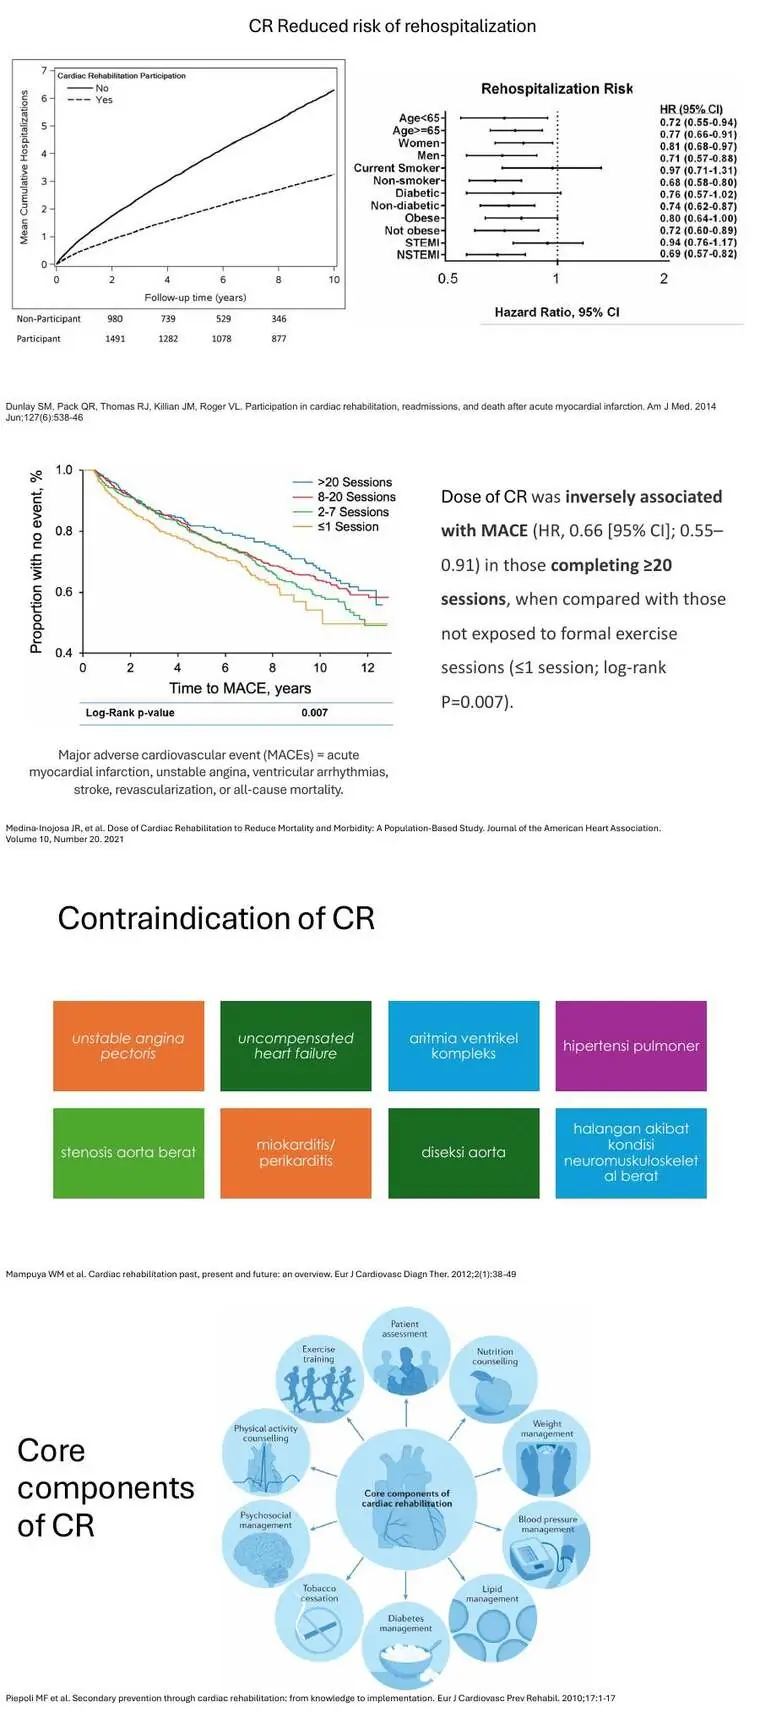 CR Reduced risk of rehospitalization
Cardiac Rehabilitation Participation
No
Yes
Mean Cumulative Hospitalizations
7
6
5
4
3
2
1
0
0 2 4 6 8 10
Follow-up time (years)
Non-Participant 980 739 529 346
Participant 1491 1282 1078 877
Rehospitalization Risk
HR (95% CI)
Age<65 0.72 (0.55-0.94)
Age>=65 0.77 (0.66-0.91)
Women 0.81 (0.68-0.97)
Men 0.71 (0.57-0.88)
Current Smoker 0.97 (0.71-1.31)
Non-smoker 0.68 (0.58-0.80)
Diabetic 0.76 (0.57-1.02)
Non-diabetic 0.74 (0.62-0.87)
Obese 0.80 (0.64-1.00)
Not obese 0.72 (0.60-0.89)
STEMI 0.94 (0.76-1.17)
NSTEMI 0.69 (0.57-0.82)
0.5 1 2
Hazard Ratio, 95% CI
Dunlay SM, Pack QR, Thomas RJ, Killian JM, Roger VL. Participation in cardiac rehabilitation, readmissions, and death after acute myocardial infarction. Am J Med. 2014
Jun;127(6):538-46
Proportion with no event, %
1.0
0.8
0.6
0.4
>20 Sessions
8-20 Sessions
2-7 Sessions
≤1 Session
0 2 4 6 8 10 12
Time to MACE, years
Log-Rank p-value 0.007
Major adverse cardiovascular event (MACEs) = acute
myocardial infarction, unstable angina, ventricular arrhythmias,
stroke, revascularization, or all-cause mortality.
Dose of CR was inversely associated
with MACE (HR, 0.66 [95% CI]; 0.55–
0.91) in those completing ≥20
sessions, when compared with those
not exposed to formal exercise
sessions (≤1 session; log-rank
P=0.007).
Medina-Inojosa JR, et al. Dose of Cardiac Rehabilitation to Reduce Mortality and Morbidity: A Population-Based Study. Journal of the American Heart Association.
Volume 10, Number 20. 2021
Contraindication of CR
unstable angina
pectoris
uncompensated
heart failure
aritmia ventrikel
kompleks
hipertensi pulmoner
stenosis aorta berat
miokarditis/
perikarditis
diseksi aorta
halangan akibat
kondisi
neuromuskuloskelet
al berat
Mampuya WM et al. Cardiac rehabilitation past, present and future: an overview. Eur J Cardiovasc Diagn Ther. 2012;2(1):38-49
Core
components
of CR
Core components of
cardiac rehabilitation
Patient
assessment
Nutrition
counselling
Weight
management
Blood pressure
management
Lipid
management
Diabetes
management
Tobacco
cessation
Psychosocial
management
Physical activity
counselling
Exercise
training
Piepoli MF et al. Secondary prevention through cardiac rehabilitation: from knowledge to implementation. Eur J Cardiovasc Prev Rehabil. 2010;17:1-17